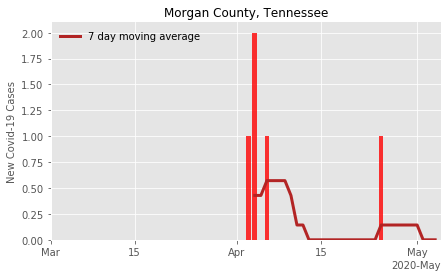 Morgan County, Tennessee
7 day moving average
New Covid-19 Cases
2.00
1.75
1.50
1.25
1.00
0.75
0.50
0.25
0.00
Mar 15 Apr 15 May
2020-May